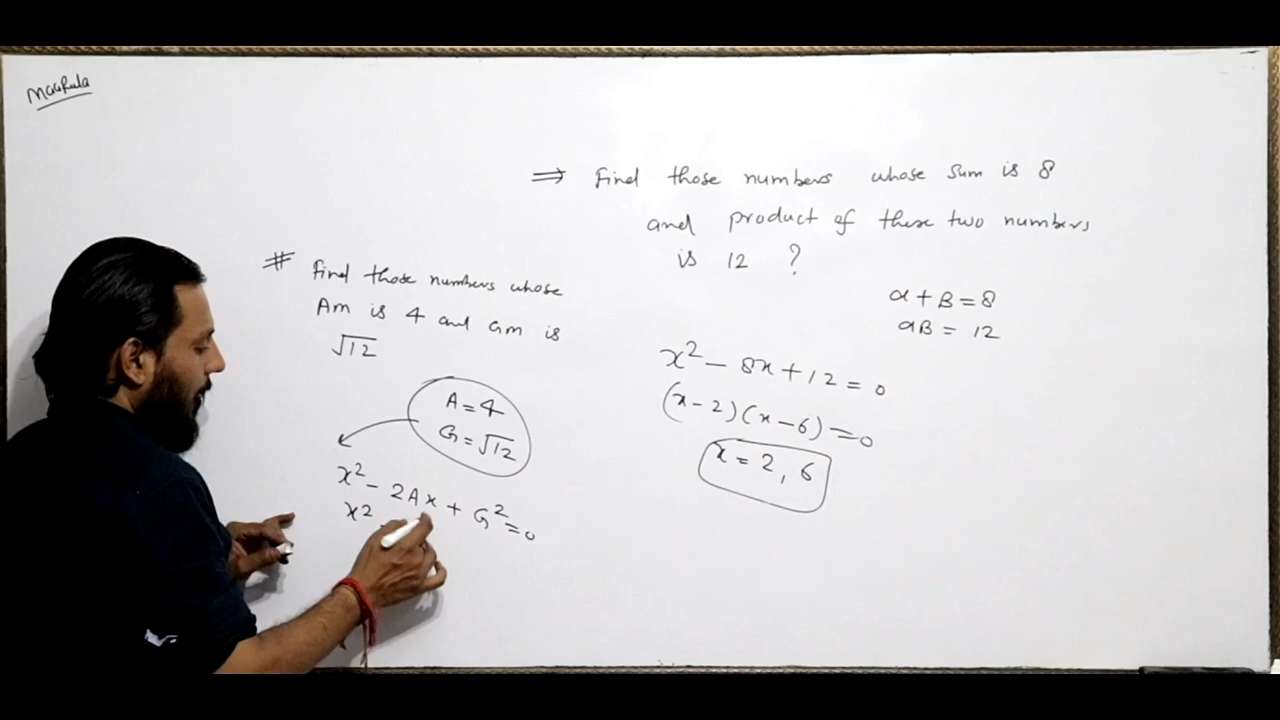 ⇒ Find those numbers whose sum is 8
and product of these two numbers
is 12 ?
α + β = 8
αβ = 12
x² - 8x + 12 = 0
(x-2)(x-6) = 0
x = 2, 6
# Find those numbers whose
Am is 4 and Gm is
√12
A = 4
G = √12
x² - 2Ax + G² = 0
x² -